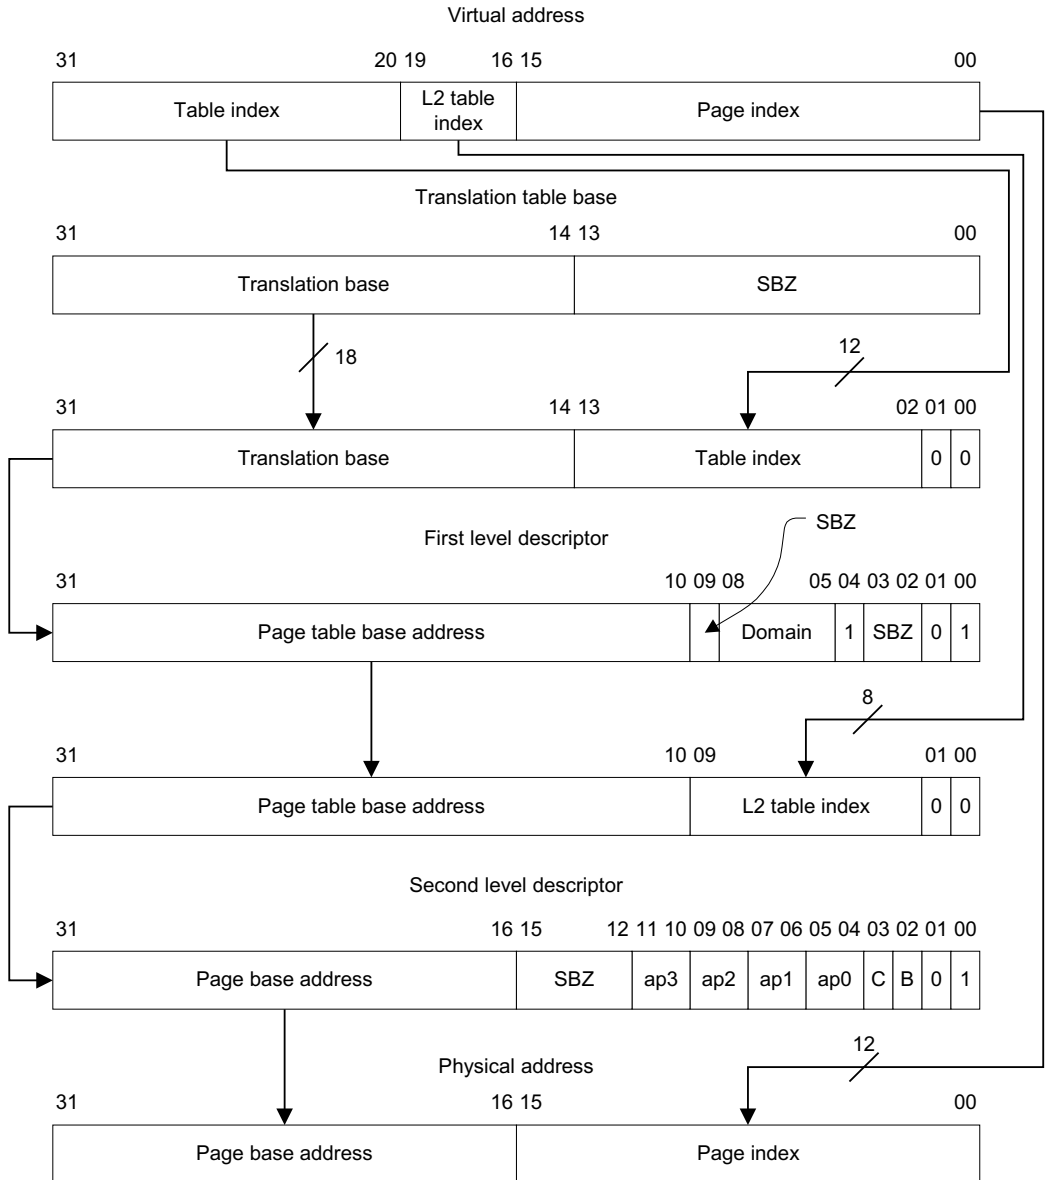 Virtual address
31 20 19 16 15 00
Table index L2 table index Page index
Translation table base
31 14 13 00
Translation base SBZ
18 12
31 14 13 02 01 00
Translation base Table index 0 0
First level descriptor SBZ
31 10 09 08 05 04 03 02 01 00
Page table base address Domain 1 SBZ 0 1
8
31 10 09 01 00
Page table base address L2 table index 0 0
Second level descriptor
31 16 15 12 11 10 09 08 07 06 05 04 03 02 01 00
Page base address SBZ ap3 ap2 ap1 ap0 C B 0 1
12
Physical address
31 16 15 00
Page base address Page index